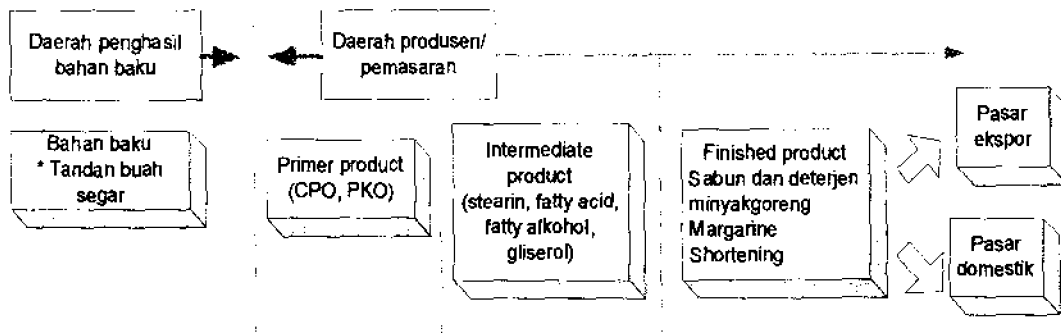 Daerah penghasil
bahan baku
Daerah produsen/
pemasaran
Bahan baku
* Tandan buah
segar
Primer product
(CPO, PKO)
Intermediate
product
(stearin, fatty acid,
fatty alkohol,
gliserol)
Finished product
Sabun dan deterjen
minyakgoreng
Margarine
Shortening
Pasar
ekspor
Pasar
domestik